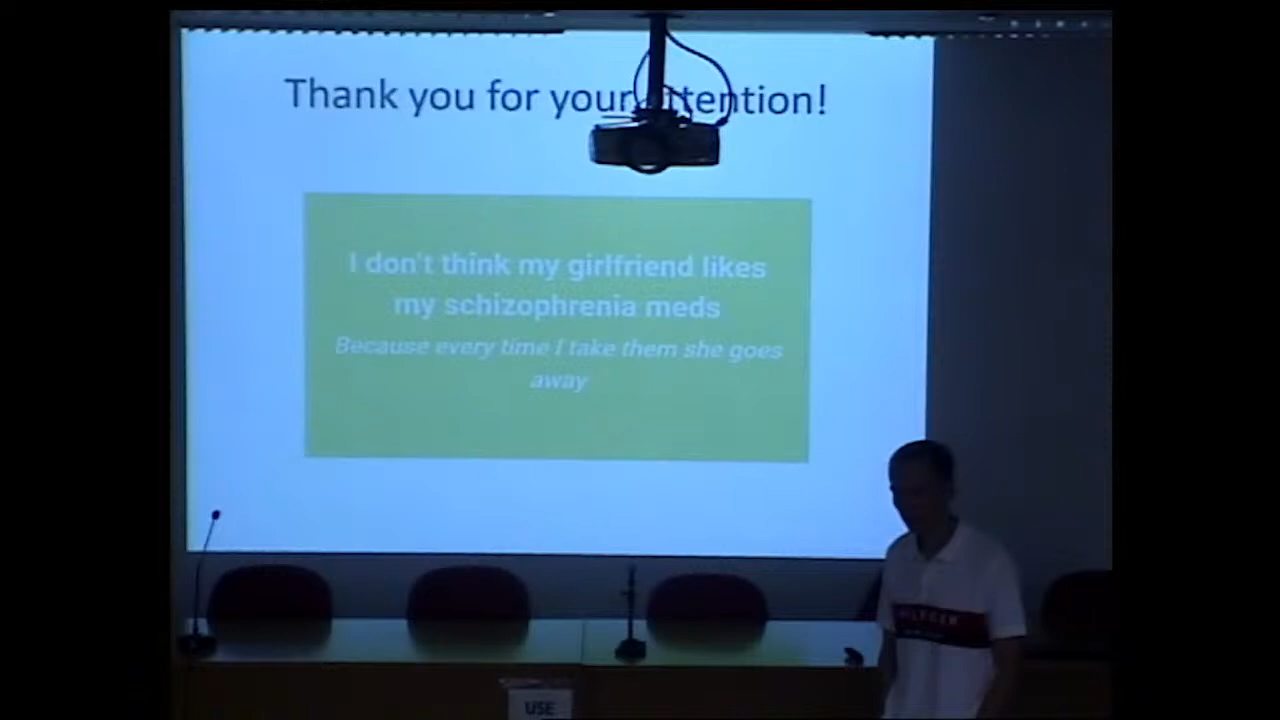 Thank you for your attention!
I don't think my girlfriend likes
my schizophrenia meds
Because every time I take them she goes
away
USE